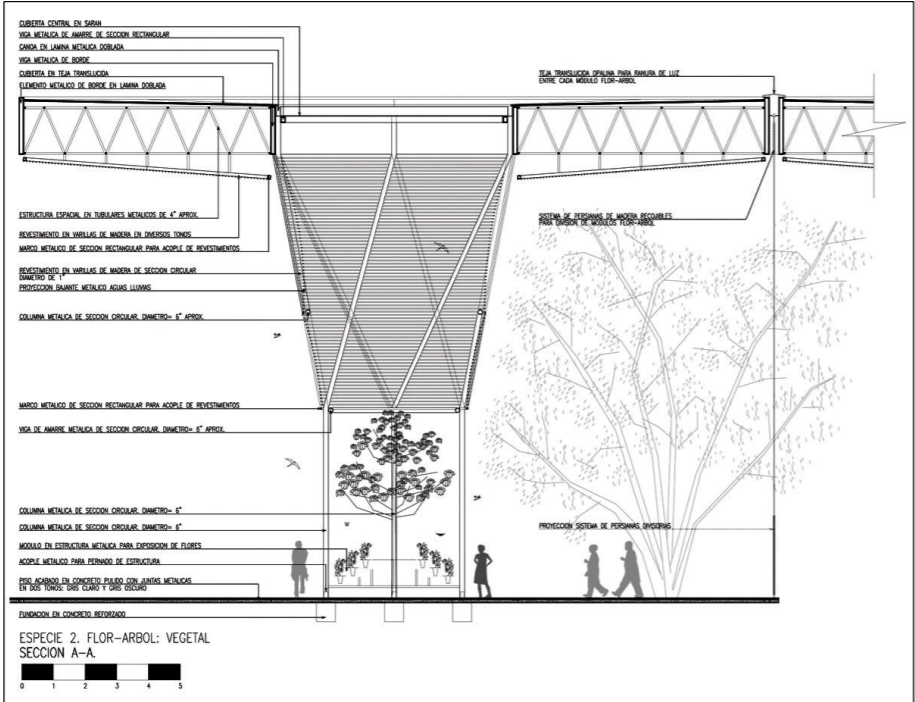 CUBIERTA CENTRAL EN SARAN
VIGA METALICA DE AMARRE DE SECCION RECTANGULAR
CANOA EN LAMINA METALICA DOBLADA
VIGA METALICA DE BORDE
CUBIERTA EN TEJA TRANSLUCIDA
ELEMENTO METALICO DE BORDE EN LAMINA DOBLADA
TEJA TRANSLUCIDA OPALINA PARA RANURA DE LUZ
ENTRE CADA MÓDULO FLOR-ARBOL
ESTRUCTURA ESPACIAL EN TUBULARES METALICOS DE 4" APROX.
REVESTIMIENTO EN VARILLAS DE MADERA EN DIVERSOS TONOS
MARCO METALICO DE SECCION RECTANGULAR PARA ACOPLE DE REVESTIMIENTOS
SISTEMA DE PERSIANAS DE MADERA RECOJIBLES
PARA DIVISION DE MODULOS FLOR-ARBOL
REVESTIMIENTO EN VARILLAS DE MADERA DE SECCION CIRCULAR
DIAMETRO DE 1"
PROYECCION BAJANTE METALICO AGUAS LLUVIAS
COLUMNA METALICA DE SECCION CIRCULAR. DIAMETRO= 6" APROX.
MARCO METALICO DE SECCION RECTANGULAR PARA ACOPLE DE REVESTIMIENTOS
VIGA DE AMARRE METALICA DE SECCION CIRCULAR. DIAMETRO= 6" APROX.
COLUMNA METALICA DE SECCION CIRCULAR. DIAMETRO= 6"
COLUMNA METALICA DE SECCION CIRCULAR. DIAMETRO= 6"
PROYECCION SISTEMA DE PERSIANAS DIVISORIAS
MODULO EN ESTRUCTURA METALICA PARA EXPOSICION DE FLORES
ACOPLE METALICO PARA PERNADO DE ESTRUCTURA
PISO ACABADO EN CONCRETO PULIDO CON JUNTAS METALICAS
EN DOS TONOS: GRIS CLARO Y GRIS OSCURO
FUNDACION EN CONCRETO REFORZADO
ESPECIE 2. FLOR-ARBOL: VEGETAL
SECCION A-A.
0 1 2 3 4 5